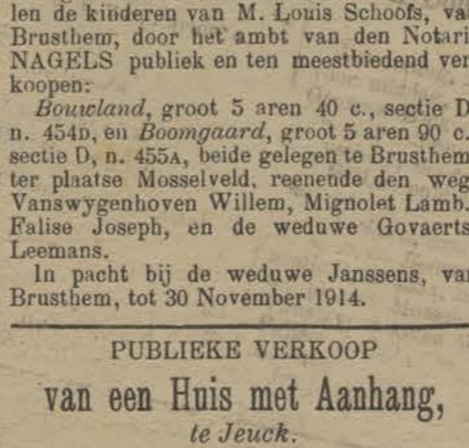 len de kinderen van M. Louis Schoofs, va
Brusthem, door het ambt van den Notari
NAGELS publiek en ten meestbiedend ver
koopen:
Bouwland, groot 5 aren 40 c., sectie D
n. 454D, en Boomgaard, groot 5 aren 90 c.
sectie D, n. 455A, beide gelegen te Brusthem
ter plaatse Mosselveld, reenende den weg
Vanswygenhoven Willem, Mignolet Lamb.
Falise Joseph, en de weduwe Govaerts
Leemans.
In pacht bij de weduwe Janssens, va
Brusthem, tot 30 November 1914.
PUBLIEKE VERKOOP
van een Huis met Aanhang,
te Jeuck.